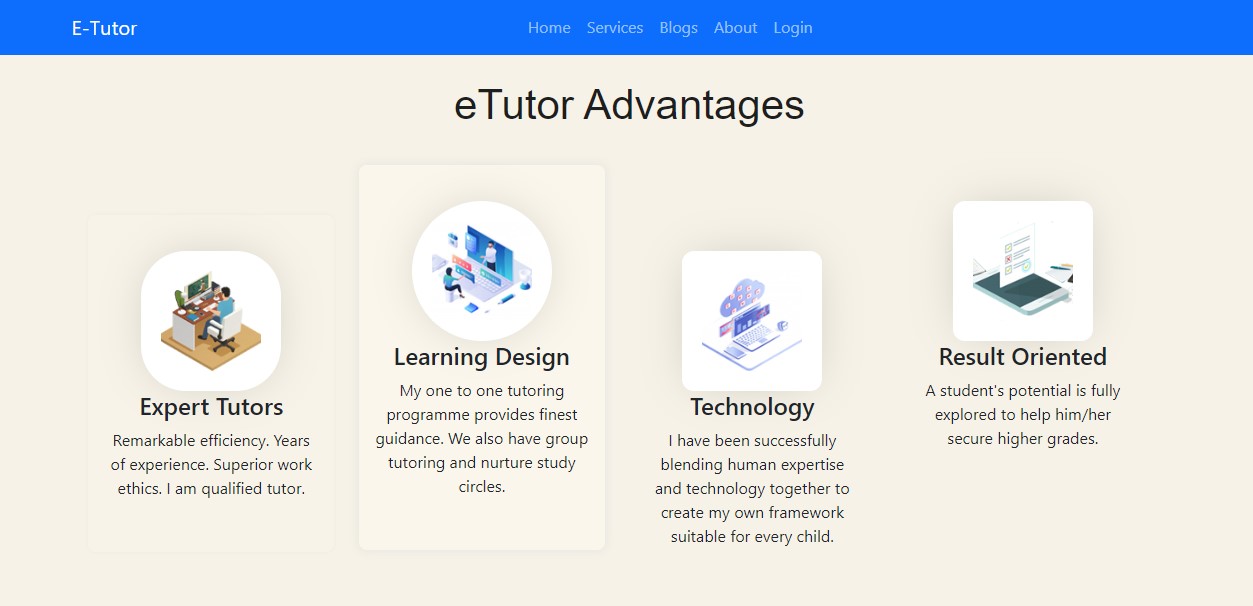 E-Tutor
Home Services Blogs About Login
eTutor Advantages
Expert Tutors
Remarkable efficiency. Years
of experience. Superior work
ethics. I am qualified tutor.
Learning Design
My one to one tutoring
programme provides finest
guidance. We also have group
tutoring and nurture study
circles.
Technology
I have been successfully
blending human expertise
and technology together to
create my own framework
suitable for every child.
Result Oriented
A student's potential is fully
explored to help him/her
secure higher grades.